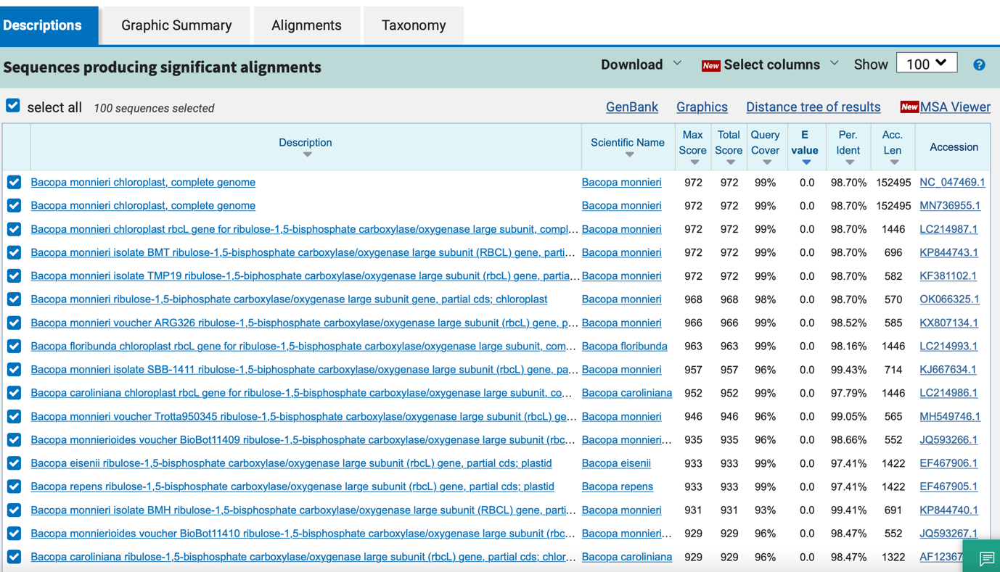 Descriptions Graphic Summary Alignments Taxonomy
Sequences producing significant alignments Download New Select columns Show 100 ?
select all 100 sequences selected GenBank Graphics Distance tree of results New MSA Viewer
Description Scientific Name Max Score Total Score Query Cover E value Per. Ident Acc. Len Accession
Bacopa monnieri chloroplast, complete genome Bacopa monnieri 972 972 99% 0.0 98.70% 152495 NC_047469.1
Bacopa monnieri chloroplast, complete genome Bacopa monnieri 972 972 99% 0.0 98.70% 152495 MN736955.1
Bacopa monnieri chloroplast rbcL gene for ribulose-1,5-bisphosphate carboxylase/oxygenase large subunit, compl... Bacopa monnieri 972 972 99% 0.0 98.70% 1446 LC214987.1
Bacopa monnieri isolate BMT ribulose-1,5-bisphosphate carboxylase/oxygenase large subunit (RBCL) gene, parti... Bacopa monnieri 972 972 99% 0.0 98.70% 696 KP844743.1
Bacopa monnieri isolate TMP19 ribulose-1,5-biphosphate carboxylase/oxygenase large subunit (rbcL) gene, partia... Bacopa monnieri 972 972 99% 0.0 98.70% 582 KF381102.1
Bacopa monnieri ribulose-1,5-biphosphate carboxylase/oxygenase large subunit gene, partial cds; chloroplast Bacopa monnieri 968 968 98% 0.0 98.70% 570 OK066325.1
Bacopa monnieri voucher ARG326 ribulose-1,5-bisphosphate carboxylase/oxygenase large subunit (rbcL) gene, p... Bacopa monnieri 966 966 99% 0.0 98.52% 585 KX807134.1
Bacopa floribunda chloroplast rbcL gene for ribulose-1,5-bisphosphate carboxylase/oxygenase large subunit, com... Bacopa floribunda 963 963 99% 0.0 98.16% 1446 LC214993.1
Bacopa monnieri isolate SBB-1411 ribulose-1,5-biphosphate carboxylase/oxygenase large subunit (rbcL) gene, pa... Bacopa monnieri 957 957 96% 0.0 99.43% 714 KJ667634.1
Bacopa caroliniana chloroplast rbcL gene for ribulose-1,5-bisphosphate carboxylase/oxygenase large subunit, co... Bacopa caroliniana 952 952 99% 0.0 97.79% 1446 LC214986.1
Bacopa monnieri voucher Trotta950345 ribulose-1,5-bisphosphate carboxylase/oxygenase large subunit (rbcL) ge... Bacopa monnieri 946 946 96% 0.0 99.05% 565 MH549746.1
Bacopa monnierioides voucher BioBot11409 ribulose-1,5-bisphosphate carboxylase/oxygenase large subunit (rbc... Bacopa monnieri... 935 935 96% 0.0 98.66% 552 JQ593266.1
Bacopa eisenii ribulose-1,5-bisphosphate carboxylase/oxygenase large subunit (rbcL) gene, partial cds; plastid Bacopa eisenii 933 933 99% 0.0 97.41% 1422 EF467906.1
Bacopa repens ribulose-1,5-bisphosphate carboxylase/oxygenase large subunit (rbcL) gene, partial cds; plastid Bacopa repens 933 933 99% 0.0 97.41% 1422 EF467905.1
Bacopa monnieri isolate BMH ribulose-1,5-bisphosphate carboxylase/oxygenase large subunit (RBCL) gene, parti... Bacopa monnieri 931 931 93% 0.0 99.41% 691 KP844740.1
Bacopa monnierioides voucher BioBot11410 ribulose-1,5-bisphosphate carboxylase/oxygenase large subunit (rbc... Bacopa monnieri... 929 929 96% 0.0 98.47% 552 JQ593267.1
Bacopa caroliniana ribulose-1,5-bisphosphate carboxylase/oxygenase large subunit (rbcL) gene, partial cds; chlor... Bacopa caroliniana 929 929 96% 0.0 98.47% 1322 AF12367